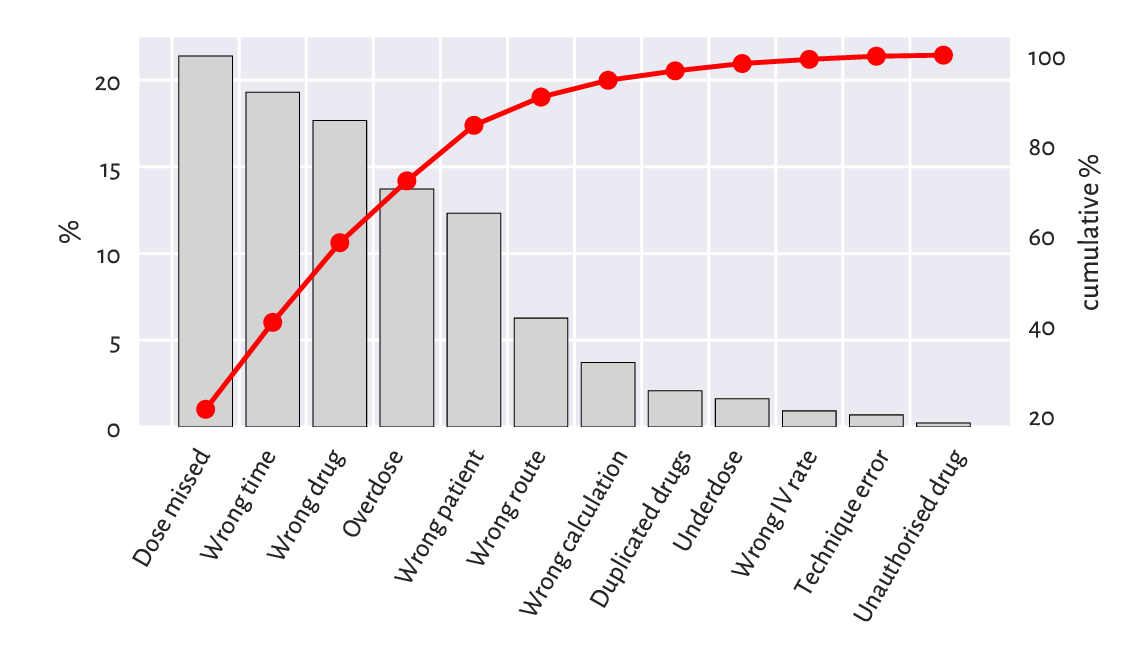 20
15
10
5
0
%
100
80
60
40
20
cumulative %
Dose missed
Wrong time
Wrong drug
Overdose
Wrong patient
Wrong route
Wrong calculation
Duplicated drugs
Underdose
Wrong IV rate
Technique error
Unauthorised drug